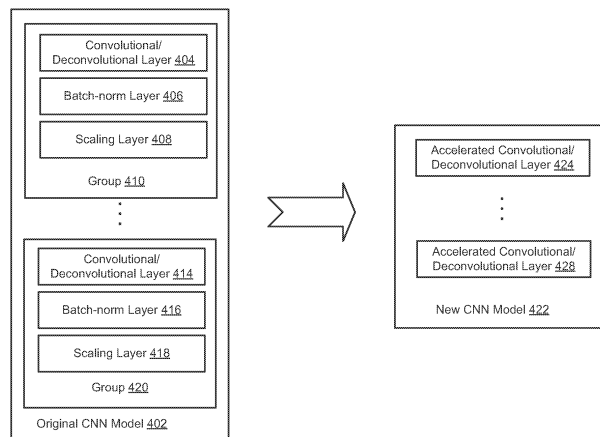 Convolutional/
Deconvolutional Layer 404
Batch-norm Layer 406
Scaling Layer 408
Group 410
Convolutional/
Deconvolutional Layer 414
Batch-norm Layer 416
Scaling Layer 418
Group 420
Original CNN Model 402
Accelerated Convolutional/
Deconvolutional Layer 424
Accelerated Convolutional/
Deconvolutional Layer 428
New CNN Model 422